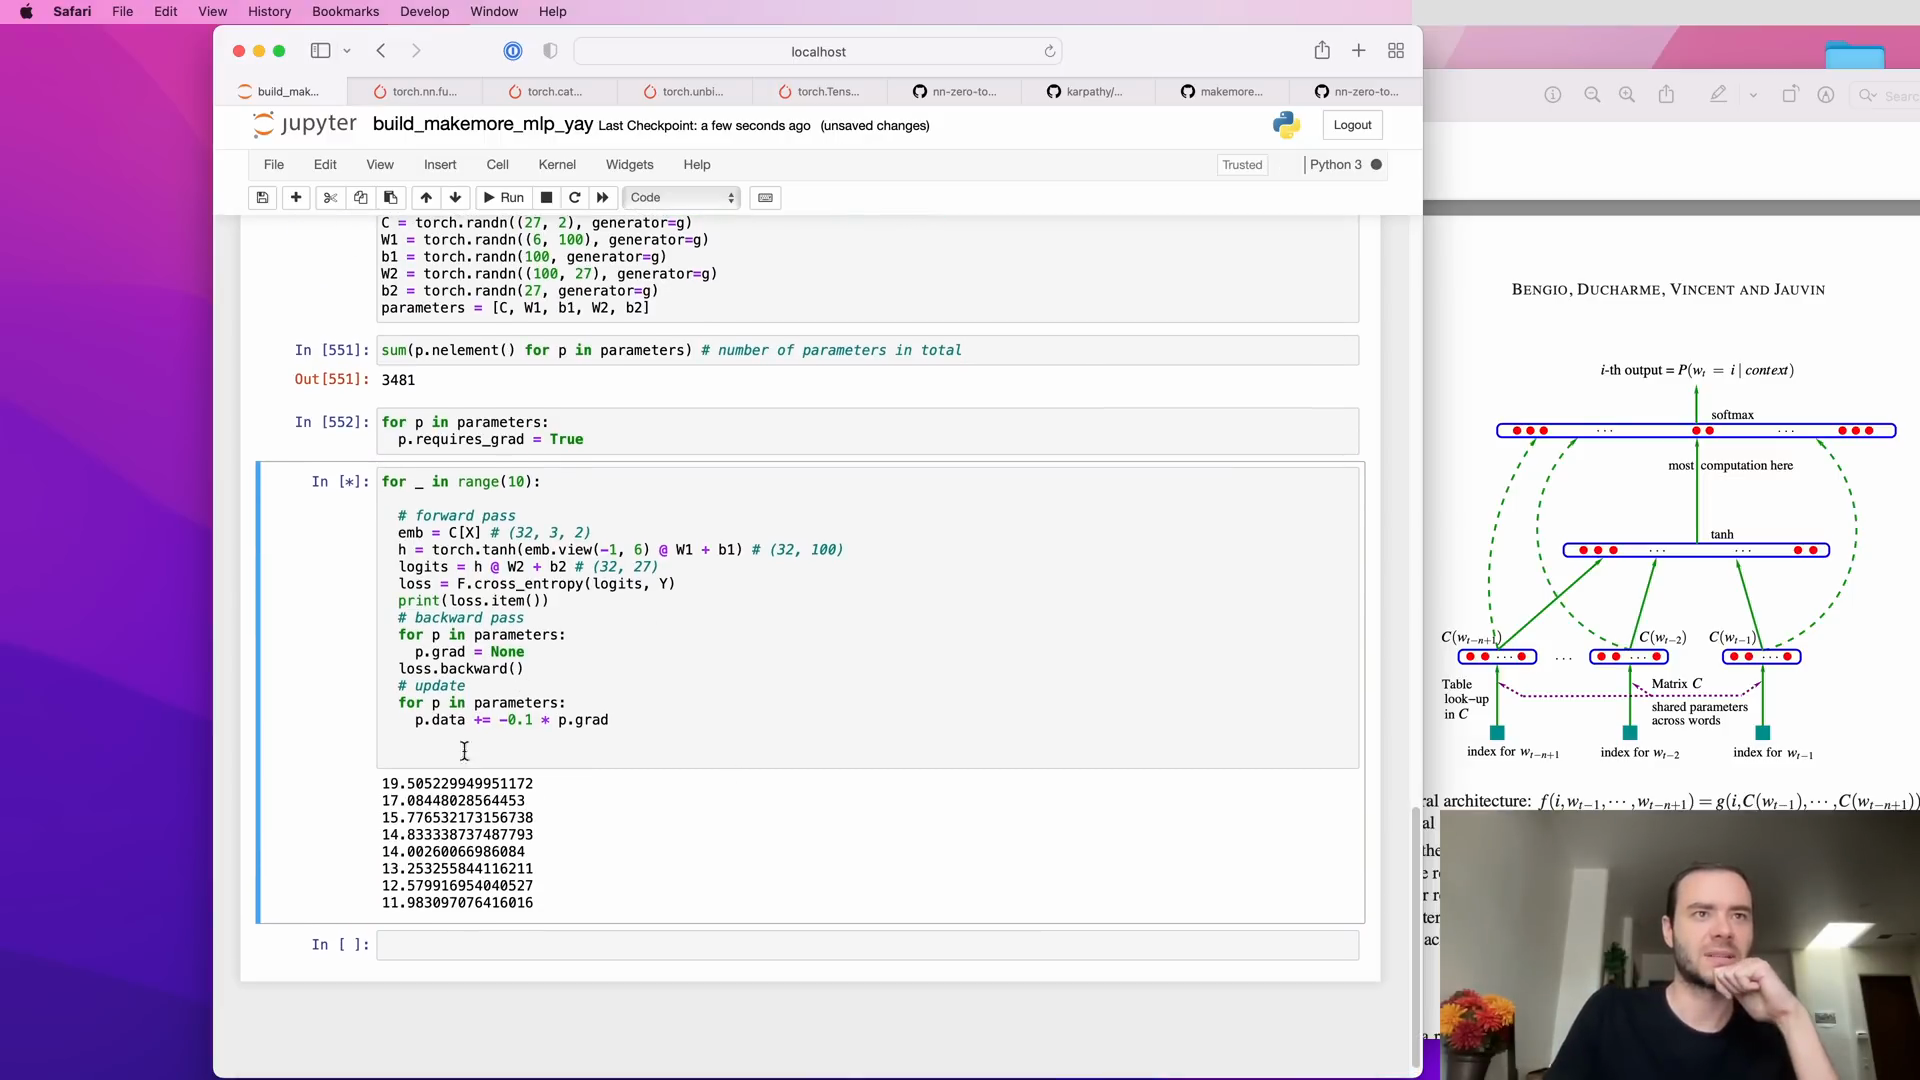 Safari File Edit View History Bookmarks Develop Window Help
localhost
build_mak... torch.nn.fu... torch.cat... torch.unbi... torch.Tens... nn-zero-to... karpathy/... makemore... nn-zero-to...
jupyter build_makemore_mlp_yay Last Checkpoint: a few seconds ago (unsaved changes) Logout
File Edit View Insert Cell Kernel Widgets Help Trusted Python 3
Run Code
C = torch.randn((27, 2), generator=g)
W1 = torch.randn((6, 100), generator=g)
b1 = torch.randn(100, generator=g)
W2 = torch.randn((100, 27), generator=g)
b2 = torch.randn(27, generator=g)
parameters = [C, W1, b1, W2, b2]
In [551]: sum(p.nelement() for p in parameters) # number of parameters in total
Out[551]: 3481
In [552]: for p in parameters:
p.requires_grad = True
In [*]: for _ in range(10):
# forward pass
emb = C[X] # (32, 3, 2)
h = torch.tanh(emb.view(-1, 6) @ W1 + b1) # (32, 100)
logits = h @ W2 + b2 # (32, 27)
loss = F.cross_entropy(logits, Y)
print(loss.item())
# backward pass
for p in parameters:
p.grad = None
loss.backward()
# update
for p in parameters:
p.data += -0.1 * p.grad
19.505229949951172
17.08448028564453
15.776532173156738
14.833338737487793
14.00260066986084
13.253255844116211
12.579916954040527
11.983097076416016
In [ ]:
Search
BENGIO, DUCHARME, VINCENT AND JAUVIN
i-th output = P(w_t = i | context)
softmax
. . . . . .
most computation here
tanh
. . . . . .
C(w_{t−n+1}) C(w_{t−2}) C(w_{t−1})
. . . . . . . . . . . .
Table look−up in C
Matrix C
shared parameters across words
index for w_{t−n+1} index for w_{t−2} index for w_{t−1}
ral architecture: f(i,w_{t−1},··· ,w_{t−n+1}) = g(i,C(w_{t−1}),··· ,C(w_{t−n+1}))
al
the